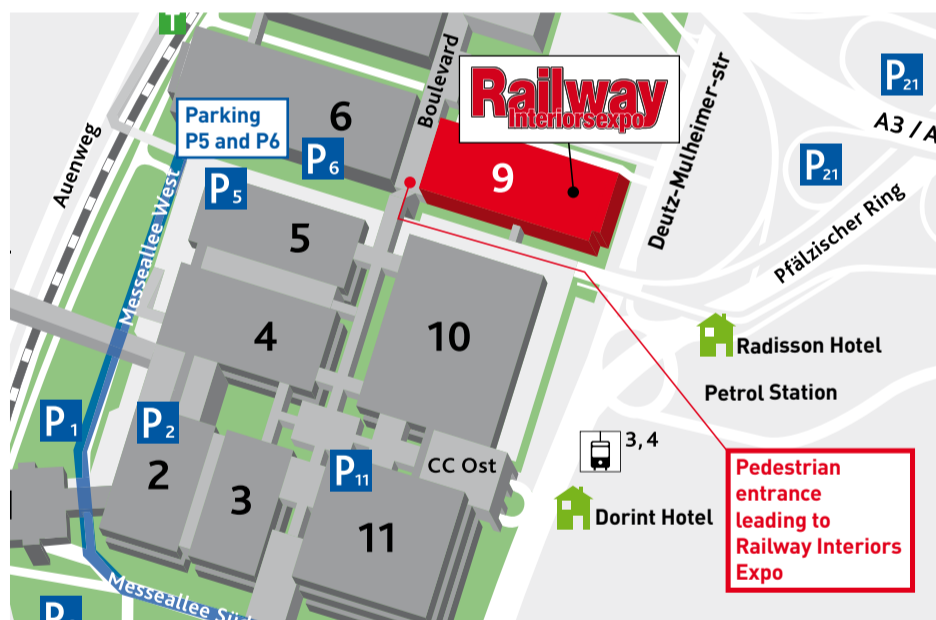 T
Boulevard
Railway
Interiorsexpo
Deutz-Mulheimer-str
P21
A3 / A
Parking
P5 and P6
6
P6
9
P21
Auenweg
P5
Messeallee West
5
Pfälzischer Ring
4
10
Radisson Hotel
Petrol Station
P1
P2
3, 4
2
3
P11
CC Ost
Pedestrian
entrance
leading to
Railway Interiors
Expo
Dorint Hotel
11
Messeallee Süd
P